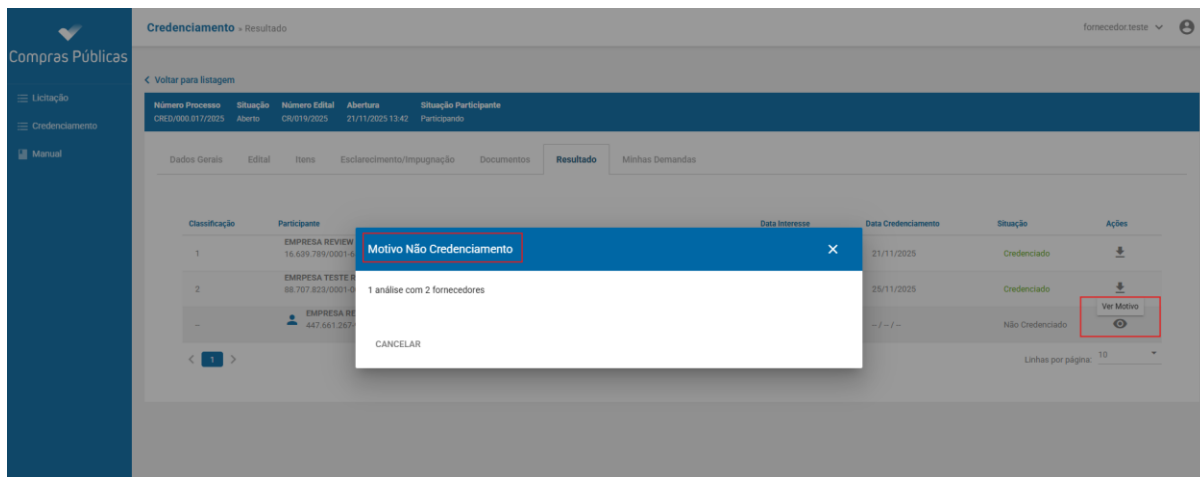 Compras Públicas
Licitação
Credenciamento
Manual
Credenciamento » Resultado
fornecedor.teste
Voltar para listagem
Número Processo Situação Número Edital Abertura Situação Participante
CRED/000.017/2025 Aberto CR/019/2025 21/11/2025 13:42 Participando
Dados Gerais Edital Itens Esclarecimento/Impugnação Documentos Resultado Minhas Demandas
Classificação Participante Data Interesse Data Credenciamento Situação Ações
EMPRESA REVIEW
1 16.639.789/0001-6 21/11/2025 Credenciado
EMRPESA TESTE R
2 88.707.823/0001-0 25/11/2025 Credenciado
Ver Motivo
EMPRESA RE
-- 447.661.267- --/--/-- Não Credenciado
Motivo Não Credenciamento
1 análise com 2 fornecedores
CANCELAR
1
Linhas por página: 10